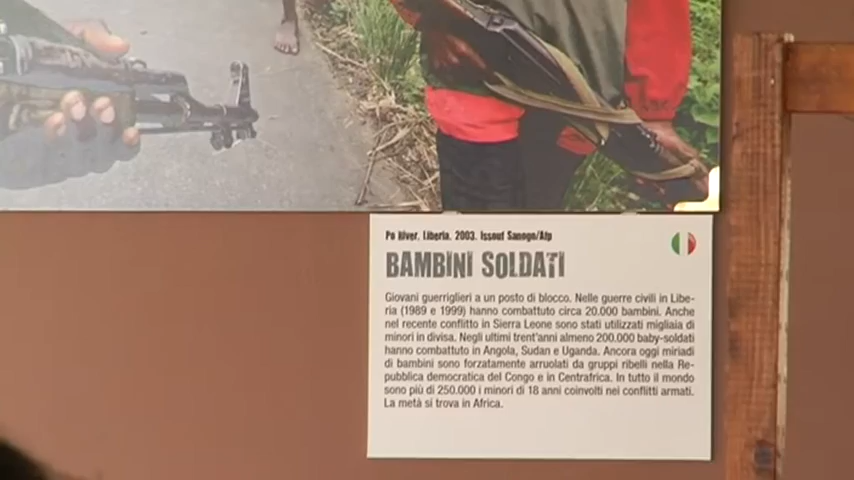 Po River, Liberia, 2003. Issouf Sanogo/Afp
BAMBINI SOLDATI
Giovani guerriglieri a un posto di blocco. Nelle guerre civili in Libe-
ria (1989 e 1999) hanno combattuto circa 20.000 bambini. Anche
nel recente conflitto in Sierra Leone sono stati utilizzati migliaia di
minori in divisa. Negli ultimi trent'anni almeno 200.000 baby-soldati
hanno combattuto in Angola, Sudan e Uganda. Ancora oggi miriadi
di bambini sono forzatamente arruolati da gruppi ribelli nella Re-
pubblica democratica del Congo e in Centrafrica. In tutto il mondo
sono più di 250.000 i minori di 18 anni coinvolti nei conflitti armati.
La metà si trova in Africa.